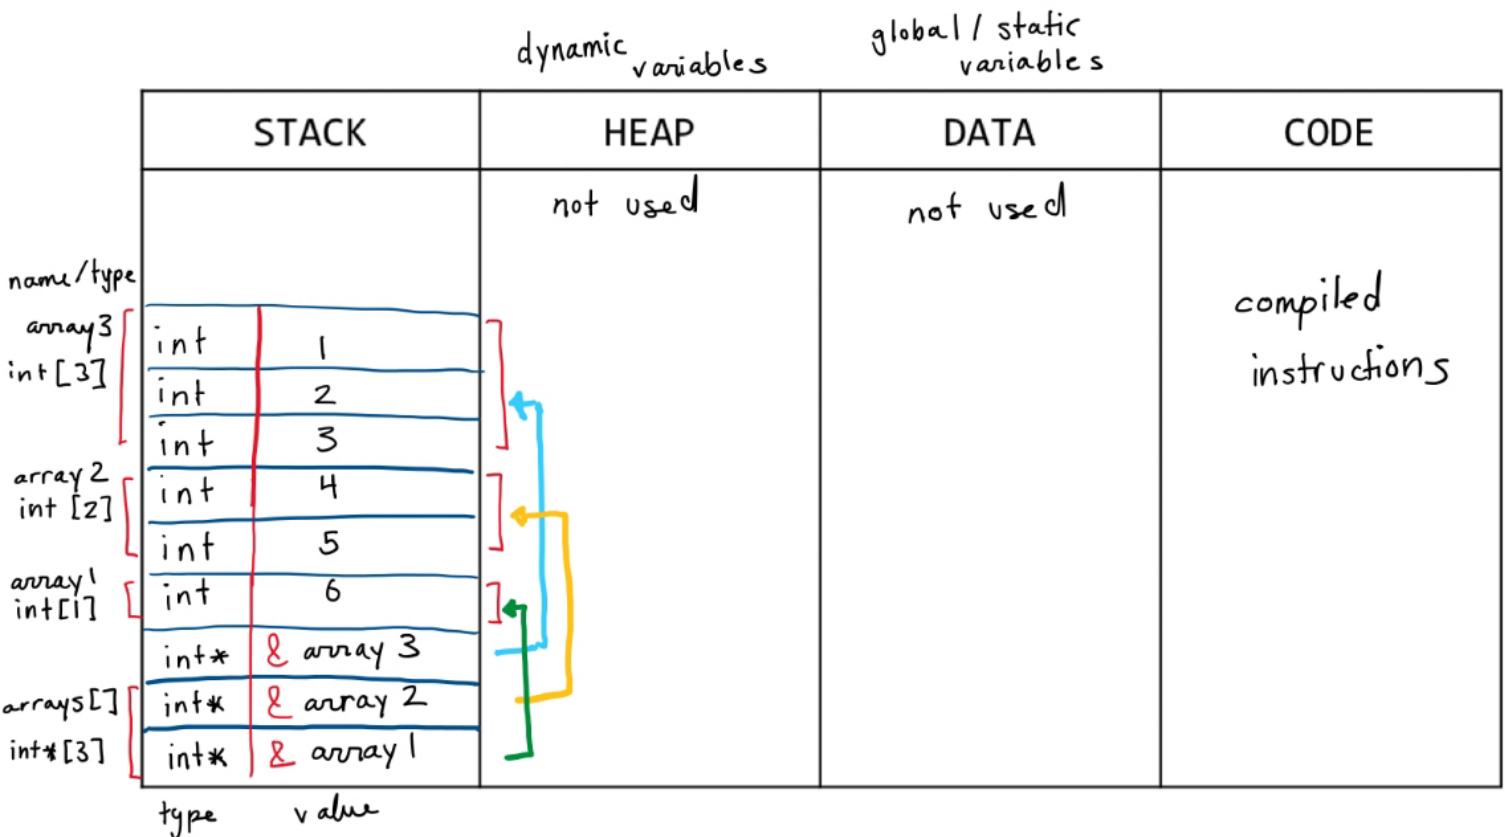 dynamic variables
global / static
variables
STACK HEAP DATA CODE
not used
not used
name/type
array3
int [3]
int 1
int 2
int 3
array 2
int [2]
int 4
int 5
array1
int[1]
int 6
int* & array 3
arrays[]
int* & array 2
int*[3]
int* & array 1
type value
compiled
instructions